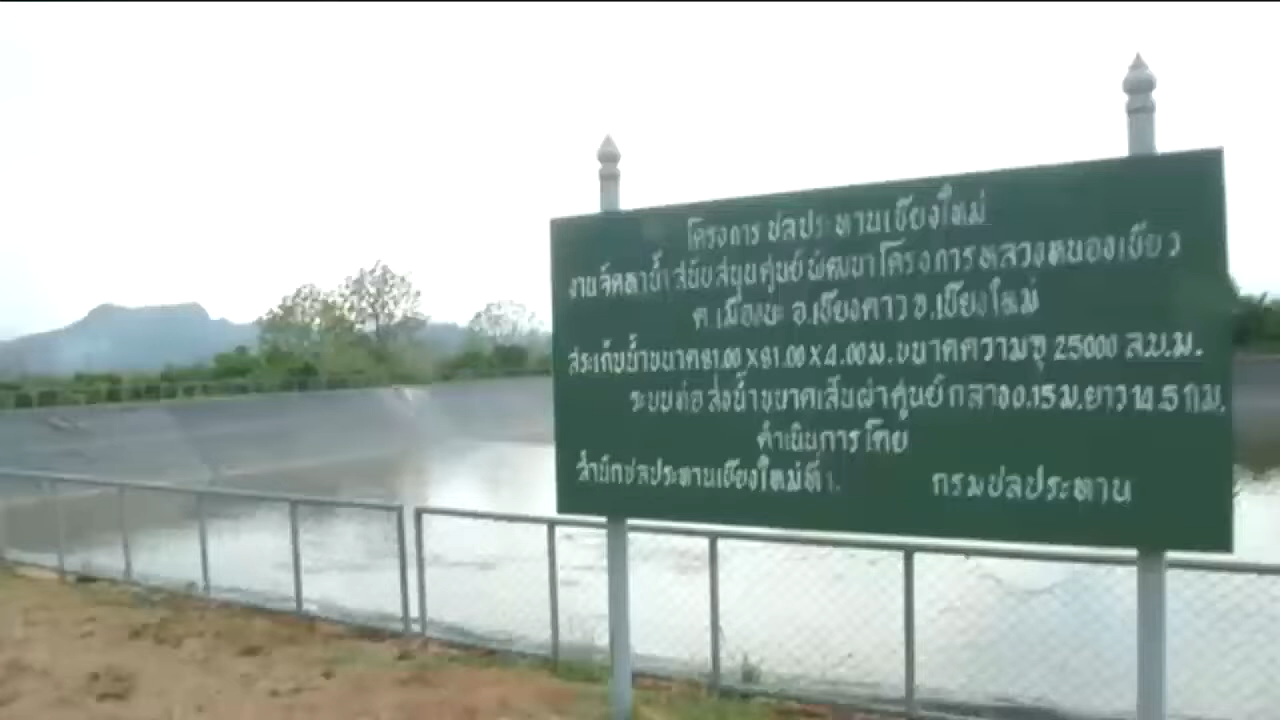 โครงการชลประทานเชียงใหม่
งานจัดหาน้ำสนับสนุนศูนย์พัฒนาโครงการหลวงหนองเขียว
ต.เมืองนะ อ.เชียงดาว จ.เชียงใหม่
สระเก็บน้ำขนาด 81.00 X 81.00 X 4.00 ม. ขนาดความจุ 25000 ล.บ.ม.
ระบบท่อส่งน้ำขนาดเส้นผ่าศูนย์กลาง 0.15 ม. ยาว 14.5 กม.
ดำเนินการโดย
สำนักชลประทานเชียงใหม่ที่ 1. กรมชลประทาน